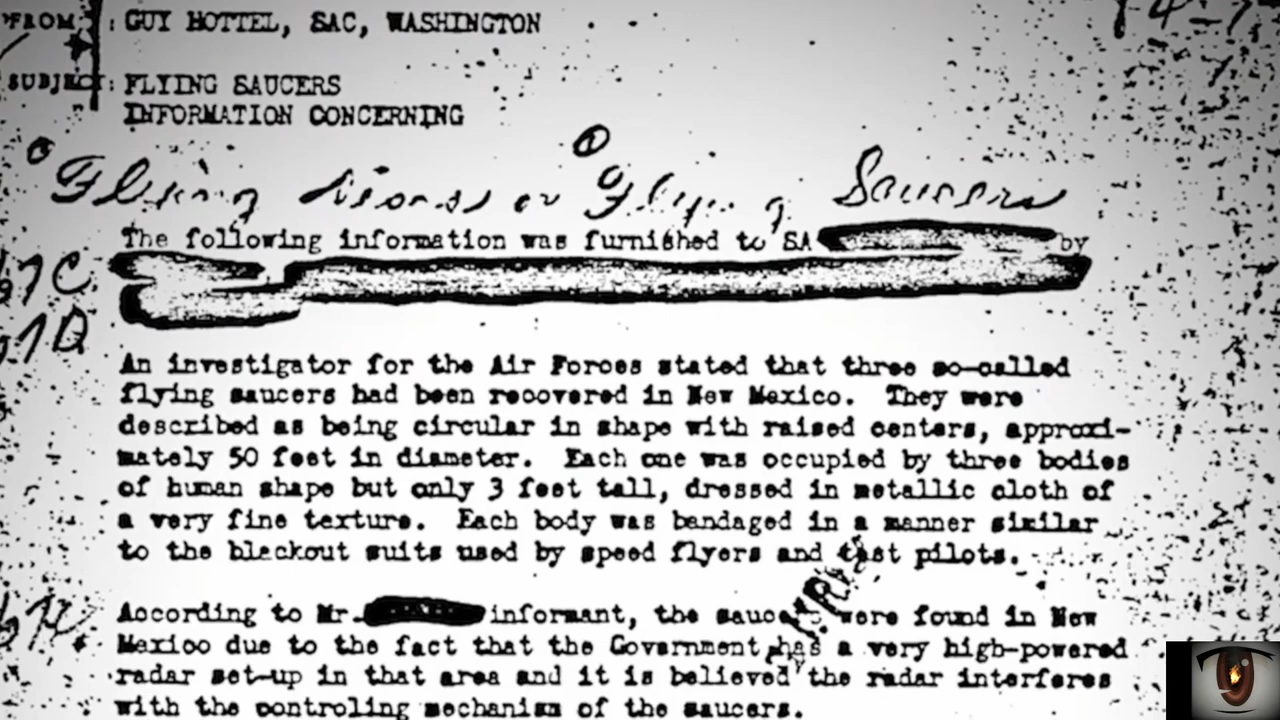 FROM : GUY HOTTEL, SAC, WASHINGTON
SUBJECT: FLYING SAUCERS
INFORMATION CONCERNING
Flying Discs or Flying Saucers
The following information was furnished to SA by
b7C
b7D
An investigator for the Air Forces stated that three so-called
flying saucers had been recovered in New Mexico. They were
described as being circular in shape with raised centers, approxi-
mately 50 feet in diameter. Each one was occupied by three bodies
of human shape but only 3 feet tall, dressed in metallic cloth of
a very fine texture. Each body was bandaged in a manner similar
to the blackout suits used by speed flyers and test pilots.
According to Mr. informant, the saucers were found in New
Mexico due to the fact that the Government has a very high-powered
radar set-up in that area and it is believed the radar interferes
with the controling mechanism of the saucers.